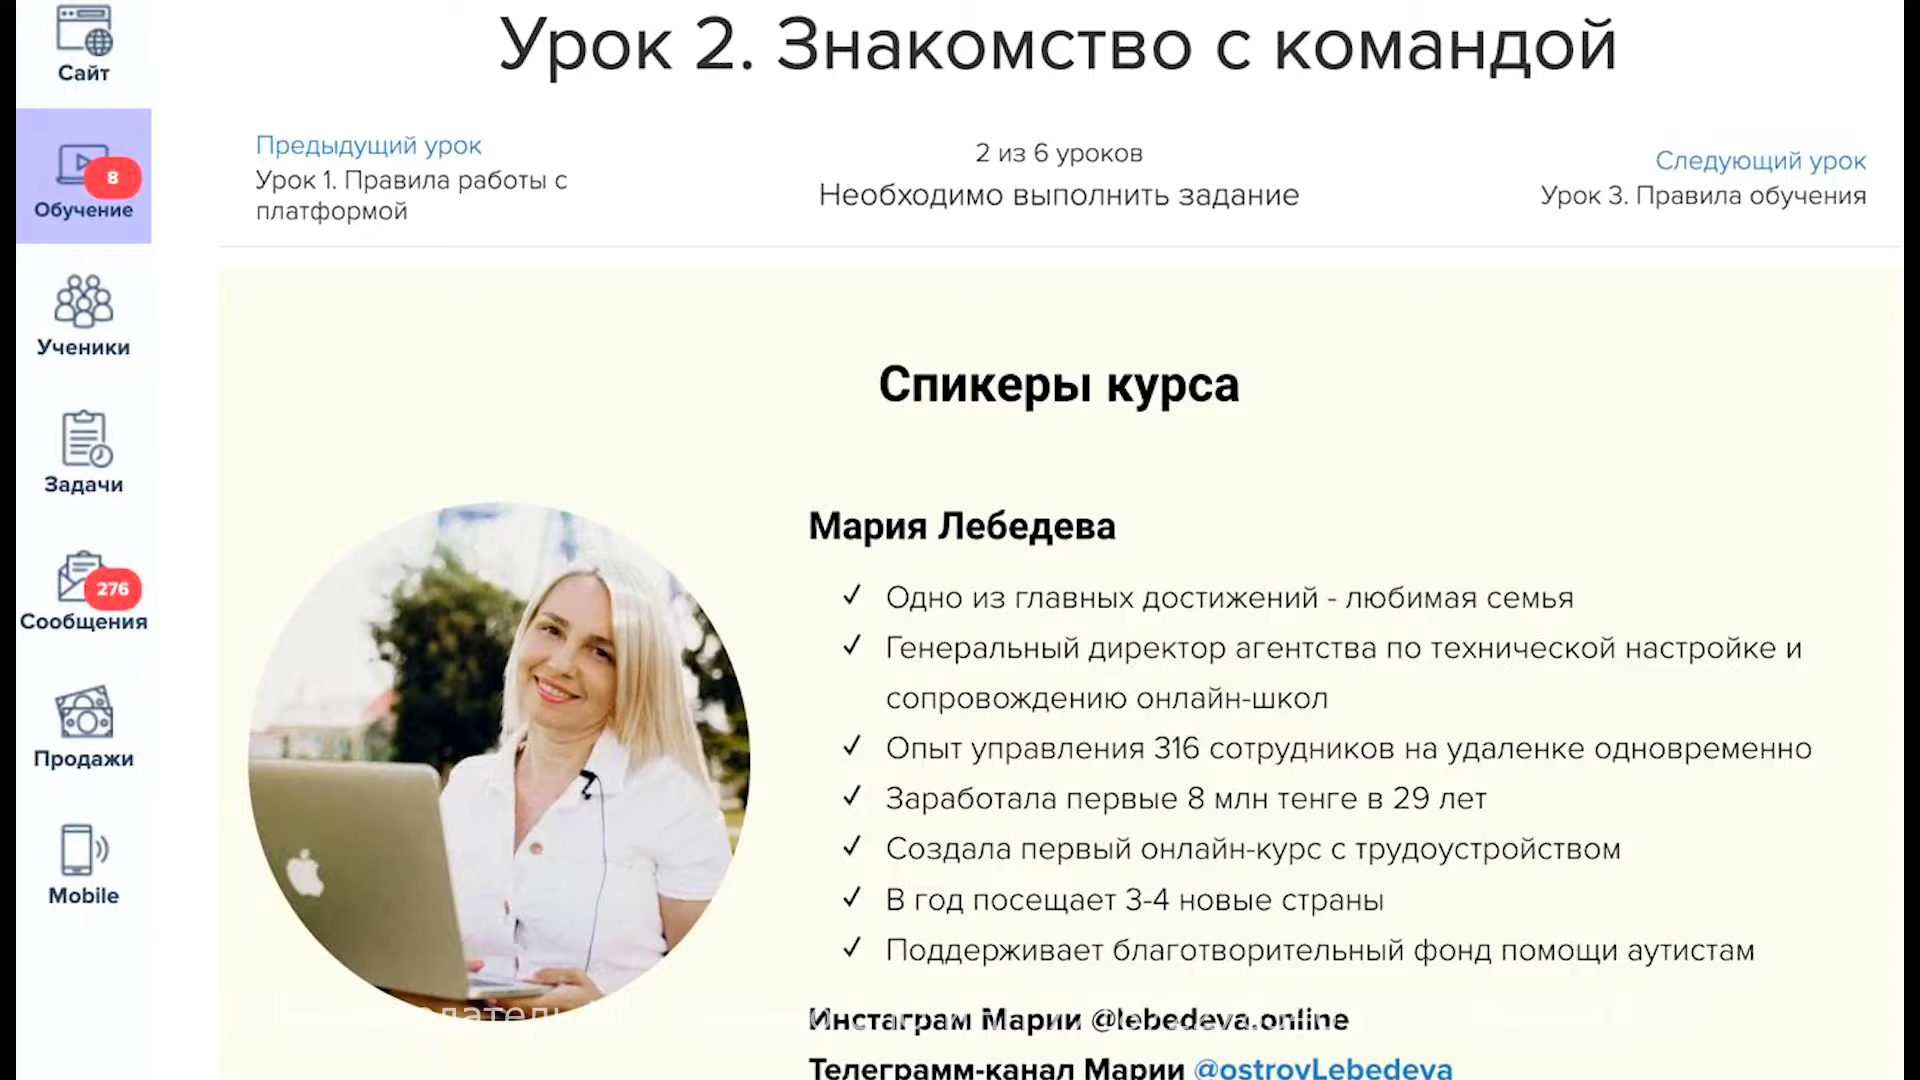 Урок 2. Знакомство с командой
Сайт
Предыдущий урок
Урок 1. Правила работы с
платформой
2 из 6 уроков
Необходимо выполнить задание
Следующий урок
Урок 3. Правила обучения
8
Обучение
Ученики
Задачи
276
Сообщения
Продажи
Mobile
Спикеры курса
Мария Лебедева
✓ Одно из главных достижений - любимая семья
✓ Генеральный директор агентства по технической настройке и
сопровождению онлайн-школ
✓ Опыт управления 316 сотрудников на удаленке одновременно
✓ Заработала первые 8 млн тенге в 29 лет
✓ Создала первый онлайн-курс с трудоустройством
✓ В год посещает 3-4 новые страны
✓ Поддерживает благотворительный фонд помощи аутистам
Инстаграм Марии @lebedeva.online
Телеграмм-канал Марии @ostrovLebedeva